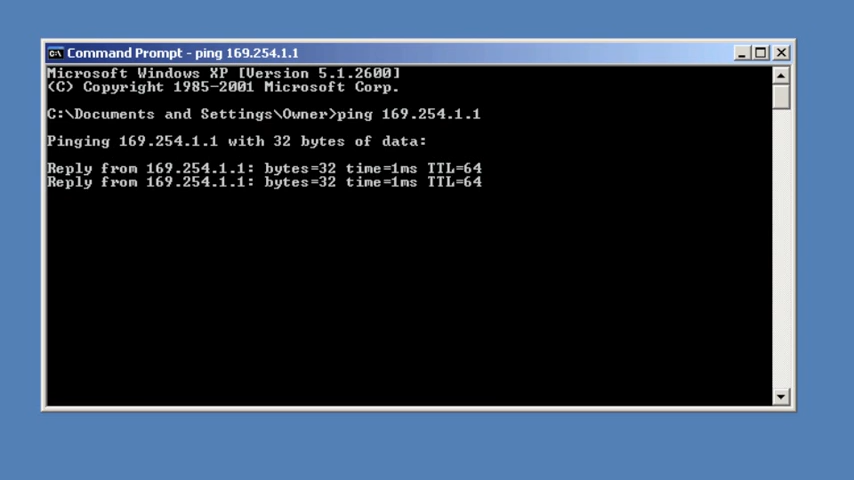 Command Prompt - ping 169.254.1.1
Microsoft Windows XP [Version 5.1.2600]
(C) Copyright 1985-2001 Microsoft Corp.
C:\Documents and Settings\Owner>ping 169.254.1.1
Pinging 169.254.1.1 with 32 bytes of data:
Reply from 169.254.1.1: bytes=32 time=1ms TTL=64
Reply from 169.254.1.1: bytes=32 time=1ms TTL=64